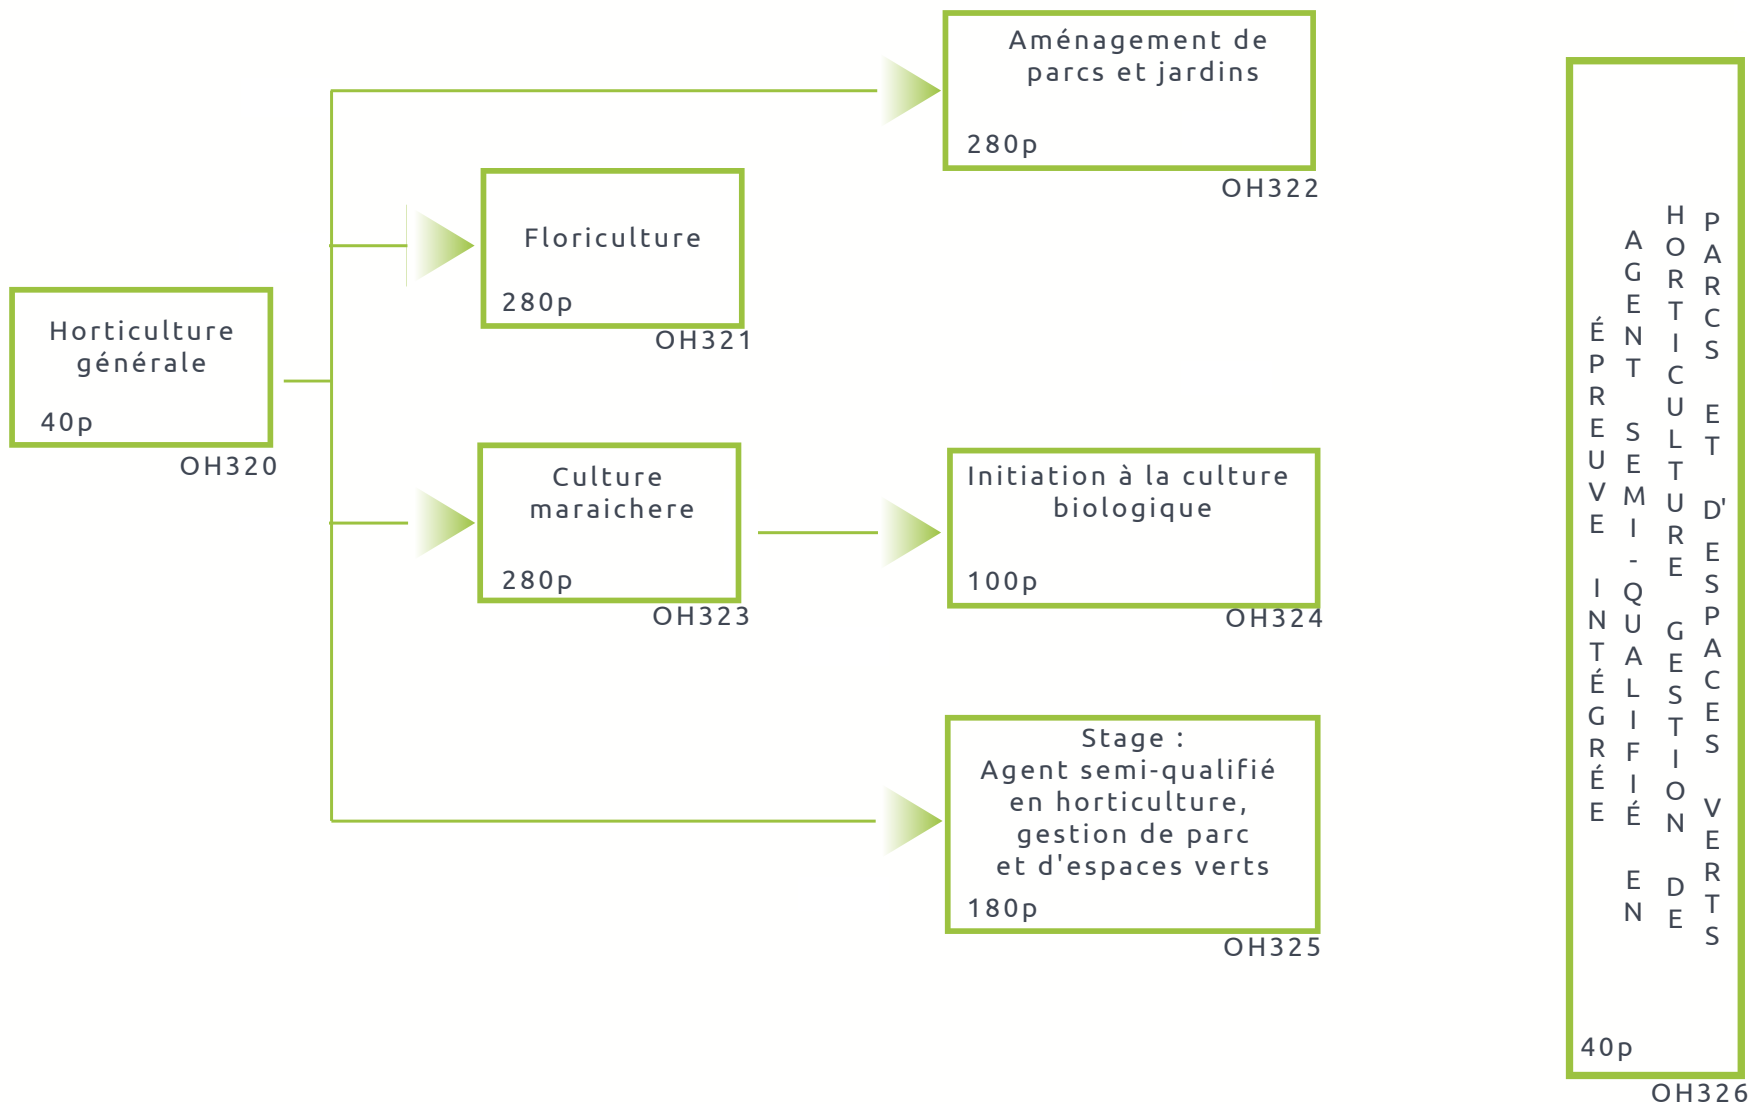 Aménagement de
parcs et jardins
280p
OH322
Floriculture
280p
OH321
Horticulture
générale
40p
OH320
Culture
maraichere
280p
OH323
Initiation à la culture
biologique
100p
OH324
Stage :
Agent semi-qualifié
en horticulture,
gestion de parc
et d'espaces verts
180p
OH325
ÉPREUVE INTÉGRÉE
AGENT SEMI-QUALIFIÉ EN
HORTICULTURE GESTION DE
PARCS ET D'ESPACES VERTS
40p
OH326